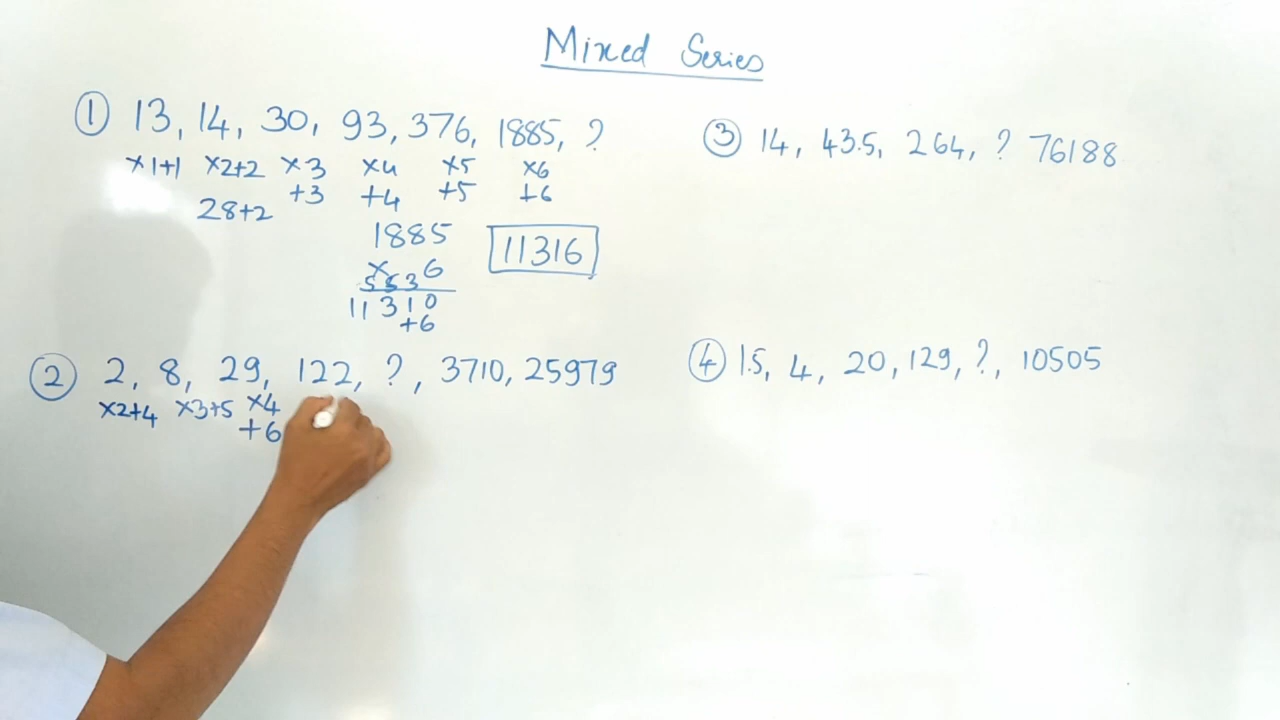 Mixed Series
① 13, 14, 30, 93, 376, 1885, ?
×1+1 ×2+2 ×3 ×4 ×5 ×6
+3 +4 +5 +6
28+2
1885
× 6
553
11310
+6
11316
② 2, 8, 29, 122, ?, 3710, 25979
×2+4 ×3+5 ×4
+6
③ 14, 43.5, 264, ? 76188
④ 1.5, 4, 20, 129, ?, 10505